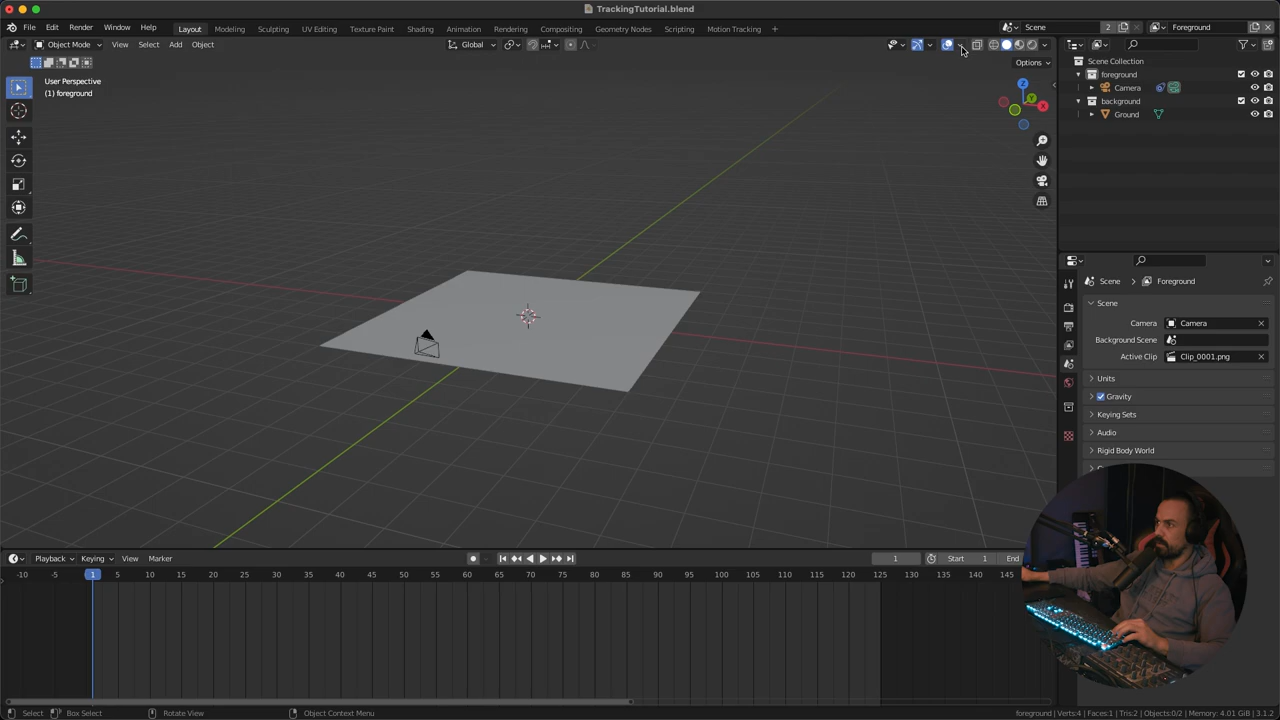 TrackingTutorial.blend
File Edit Render Window Help Layout Modeling Sculpting UV Editing Texture Paint Shading Animation Rendering Compositing Geometry Nodes Scripting Motion Tracking + Scene 2 Foreground
Object Mode View Select Add Object Global
Options
User Perspective
(1) foreground
Z
Y
X
Scene Collection
foreground
Camera
background
Ground
Scene > Foreground
Scene
Camera Camera
Background Scene
Active Clip Clip_0001.png
Units
Gravity
Keying Sets
Audio
Rigid Body World
Playback Keying View Marker 1 Start 1 End
-10 -5 1 5 10 15 20 25 30 35 40 45 50 55 60 65 70 75 80 85 90 95 100 105 110 115 120 125 130 135 140 145
Select Box Select Rotate View Object Context Menu foreground | Verts:4 | Faces:1 | Tris:2 | Objects:0/2 | Memory: 4.01 GiB | 3.1.2